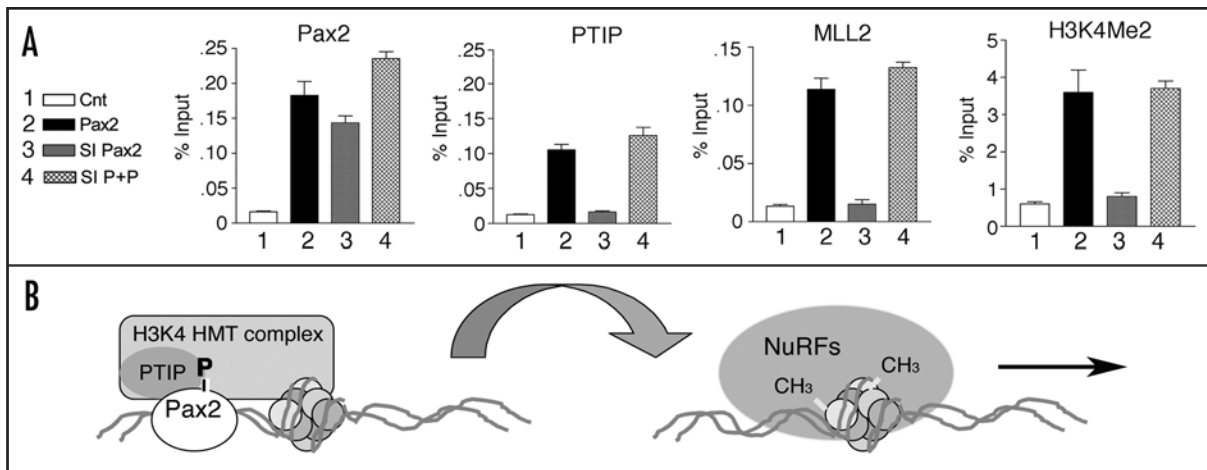 A
1 Cnt
2 Pax2
3 SI Pax2
4 SI P+P
Pax2
% Input
.25
.20
.15
.10
0.05
0
1 2 3 4
PTIP
% Input
.25
.20
.15
.10
0.05
0
1 2 3 4
MLL2
% Input
.15
.10
0.05
0
1 2 3 4
H3K4Me2
% Input
5
4
3
2
1
0
1 2 3 4
B
H3K4 HMT complex
PTIP
P
Pax2
NuRFs
CH₃
CH₃